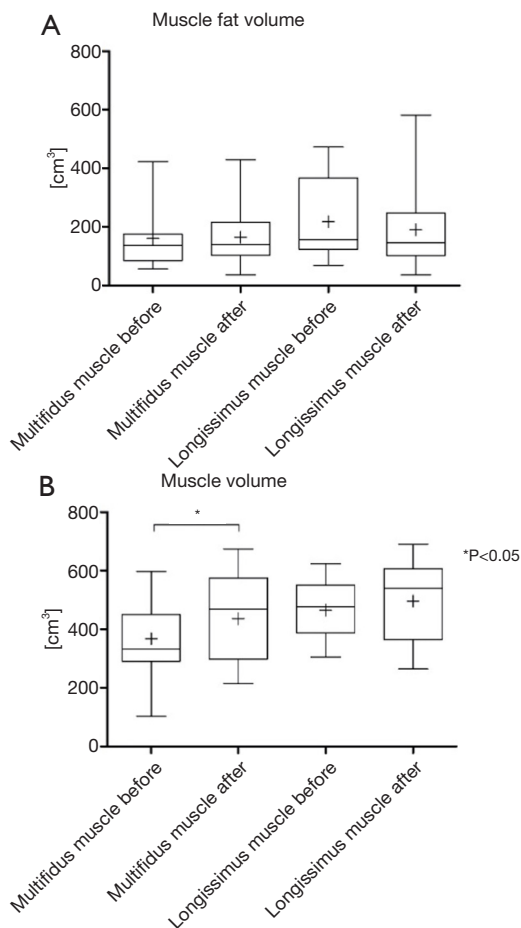 A
Muscle fat volume
800
600
400
200
0
[cm³]
Multifidus muscle before
Multifidus muscle after
Longissimus muscle before
Longissimus muscle after
B
Muscle volume
800
600
400
200
0
[cm³]
*
*P<0.05
Multifidus muscle before
Multifidus muscle after
Longissimus muscle before
Longissimus muscle after